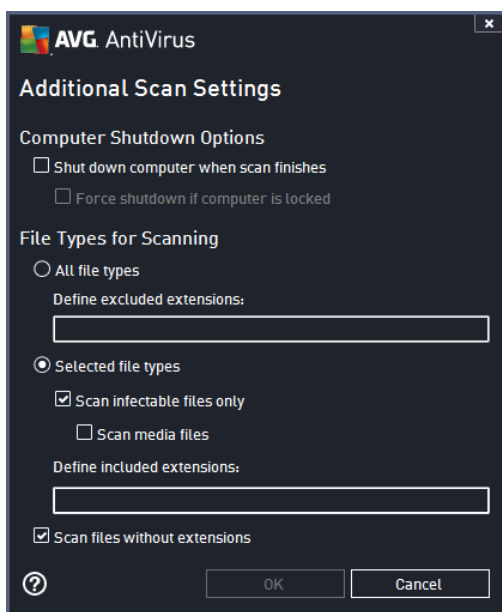 AVG. AntiVirus
Additional Scan Settings
Computer Shutdown Options
Shut down computer when scan finishes
Force shutdown if computer is locked
File Types for Scanning
All file types
Define excluded extensions:
Selected file types
Scan infectable files only
Scan media files
Define included extensions:
Scan files without extensions
? OK Cancel